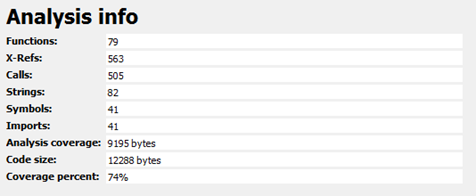 Analysis info
Functions: 79
X-Refs: 563
Calls: 505
Strings: 82
Symbols: 41
Imports: 41
Analysis coverage: 9195 bytes
Code size: 12288 bytes
Coverage percent: 74%